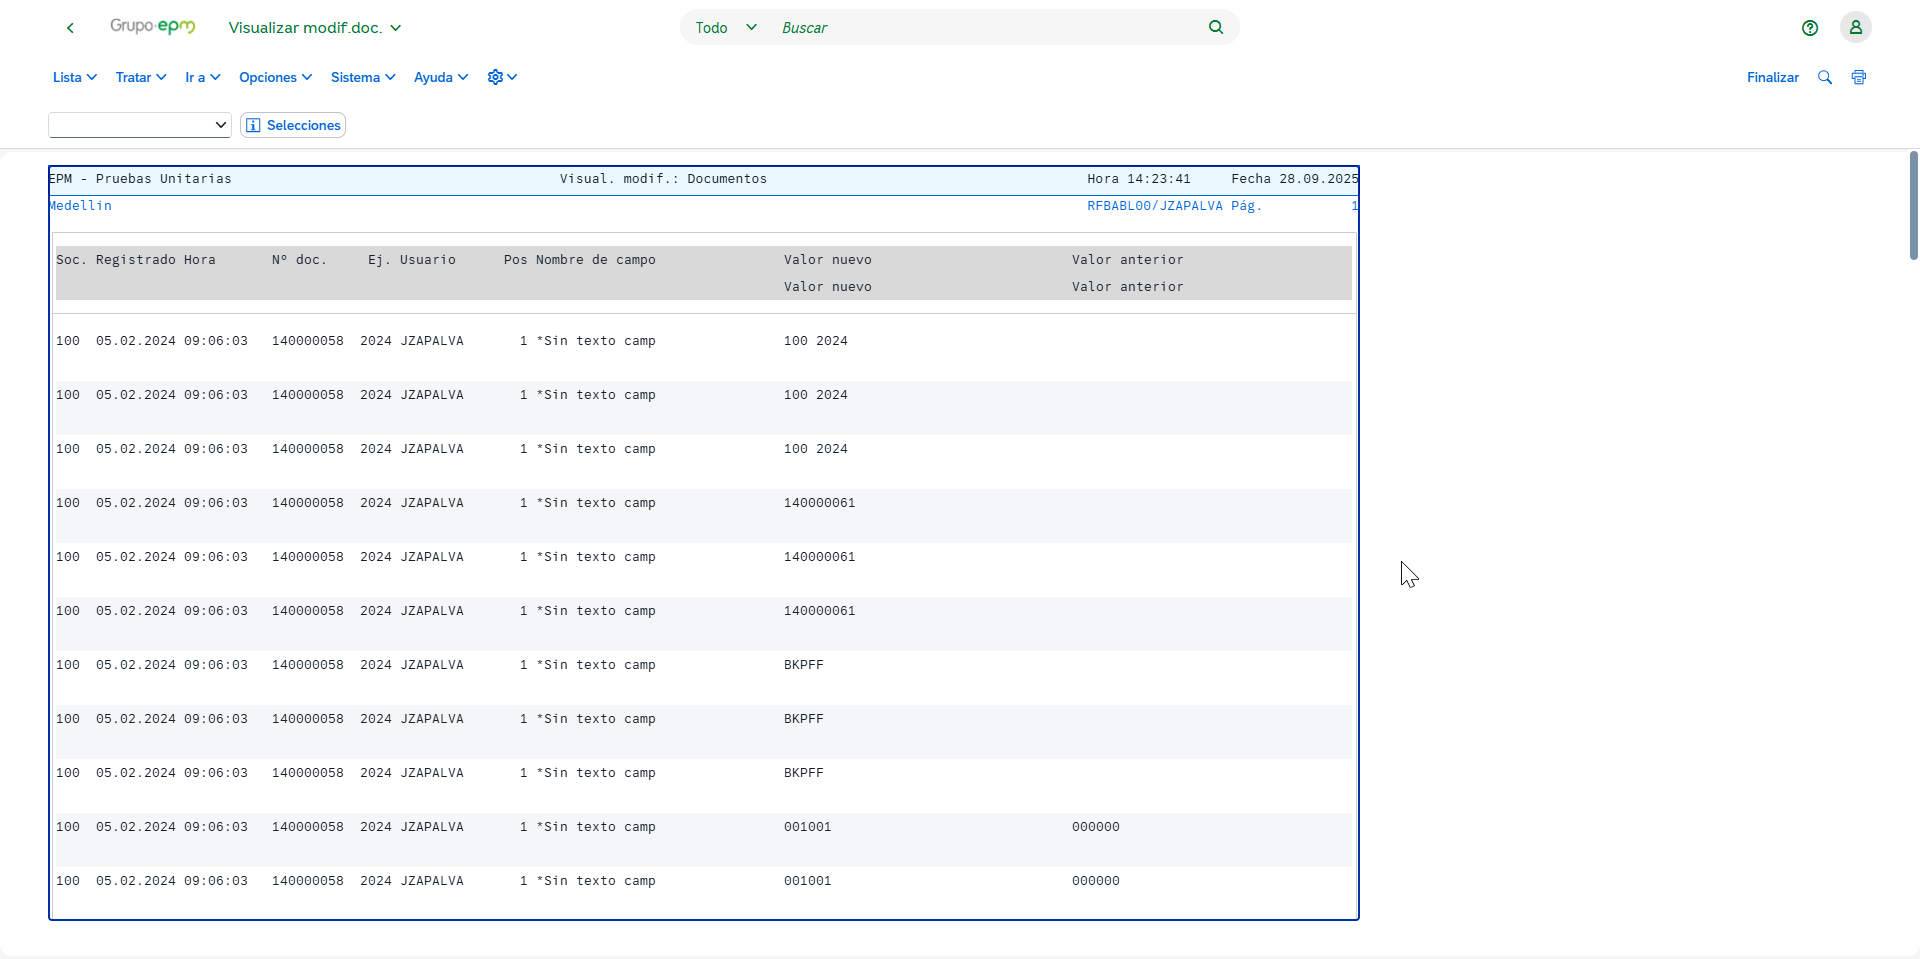 Grupo·epm Visualizar modif.doc. Todo Buscar
Lista Tratar Ir a Opciones Sistema Ayuda Finalizar
Selecciones
EPM - Pruebas Unitarias Visual. modif.: Documentos Hora 14:23:41 Fecha 28.09.2025
Medellin RFBABL00/JZAPALVA Pág. 1
Soc. Registrado Hora Nº doc. Ej. Usuario Pos Nombre de campo Valor nuevo Valor anterior
Valor nuevo Valor anterior
100 05.02.2024 09:06:03 140000058 2024 JZAPALVA 1 *Sin texto camp 100 2024
100 05.02.2024 09:06:03 140000058 2024 JZAPALVA 1 *Sin texto camp 100 2024
100 05.02.2024 09:06:03 140000058 2024 JZAPALVA 1 *Sin texto camp 100 2024
100 05.02.2024 09:06:03 140000058 2024 JZAPALVA 1 *Sin texto camp 140000061
100 05.02.2024 09:06:03 140000058 2024 JZAPALVA 1 *Sin texto camp 140000061
100 05.02.2024 09:06:03 140000058 2024 JZAPALVA 1 *Sin texto camp 140000061
100 05.02.2024 09:06:03 140000058 2024 JZAPALVA 1 *Sin texto camp BKPFF
100 05.02.2024 09:06:03 140000058 2024 JZAPALVA 1 *Sin texto camp BKPFF
100 05.02.2024 09:06:03 140000058 2024 JZAPALVA 1 *Sin texto camp BKPFF
100 05.02.2024 09:06:03 140000058 2024 JZAPALVA 1 *Sin texto camp 001001 000000
100 05.02.2024 09:06:03 140000058 2024 JZAPALVA 1 *Sin texto camp 001001 000000